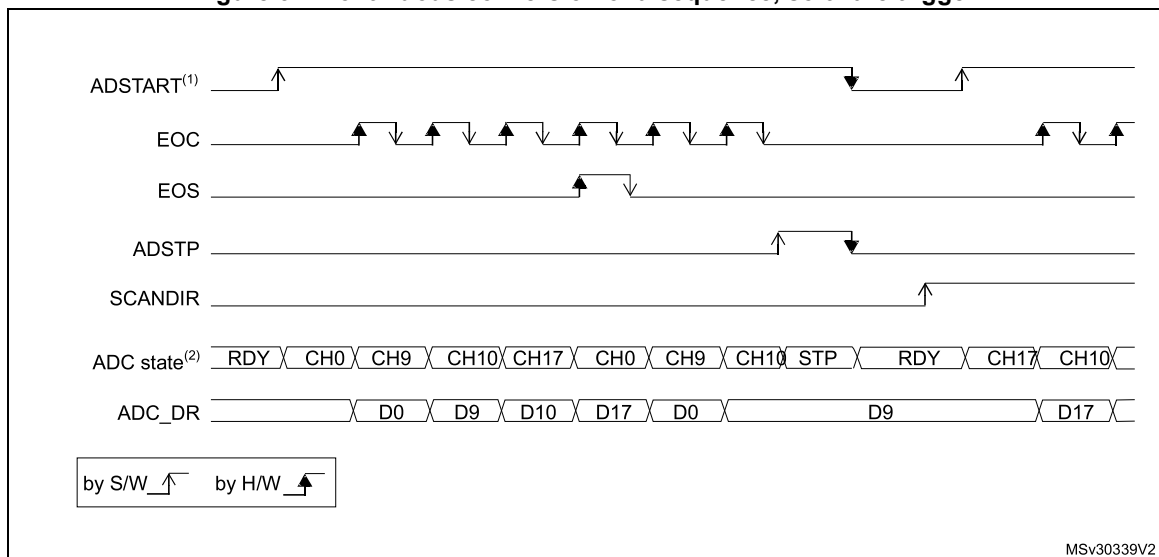 ADSTART(1)
EOC
EOS
ADSTP
SCANDIR
ADC state(2) RDY CH0 CH9 CH10 CH17 CH0 CH9 CH10 STP RDY CH17 CH10
ADC_DR D0 D9 D10 D17 D0 D9 D17
by S/W by H/W
MSv30339V2